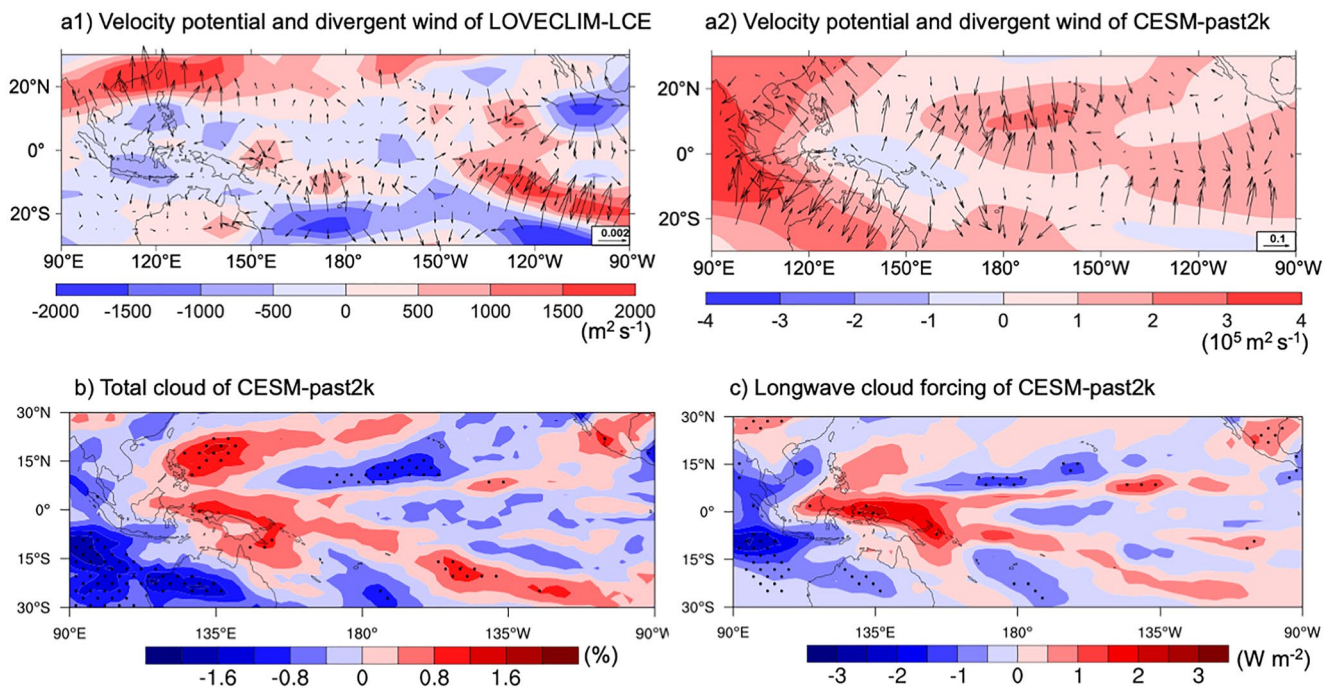 a1) Velocity potential and divergent wind of LOVECLIM-LCE
a2) Velocity potential and divergent wind of CESM-past2k
20°N
0°
20°S
0.002
90°E 120°E 150°E 180° 150°W 120°W 90°W
-2000 -1500 -1000 -500 0 500 1000 1500 2000
(m² s⁻¹)
20°N
0°
20°S
0.1
90°E 120°E 150°E 180° 150°W 120°W 90°W
-4 -3 -2 -1 0 1 2 3 4
(10⁵ m² s⁻¹)
b) Total cloud of CESM-past2k
c) Longwave cloud forcing of CESM-past2k
30°N
15°N
0°
15°S
30°S
90°E 135°E 180° 135°W 90°W
-1.6 -0.8 0 0.8 1.6
(%)
30°N
15°N
0°
15°S
30°S
90°E 135°E 180° 135°W 90°W
-3 -2 -1 0 1 2 3
(W m⁻²)